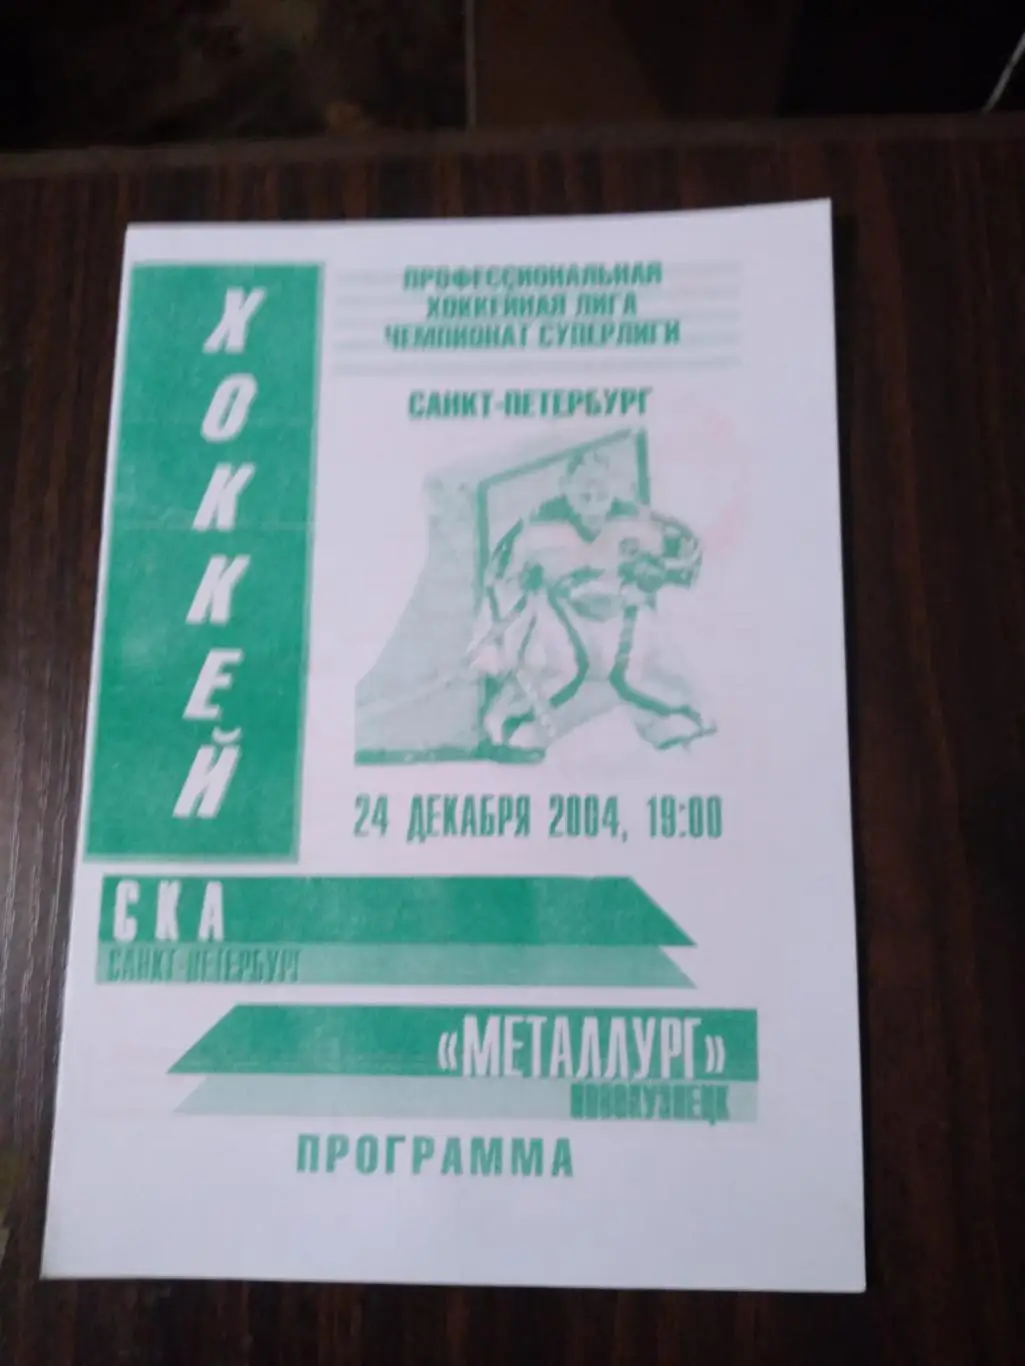 ХОККЕЙ
ПРОФЕССИОНАЛЬНАЯ
ХОККЕЙНАЯ ЛИГА
ЧЕМПИОНАТ СУПЕРЛИГИ
САНКТ-ПЕТЕРБУРГ
24 ДЕКАБРЯ 2004, 19:00
СКА
САНКТ-ПЕТЕРБУРГ
«МЕТАЛЛУРГ»
НОВОКУЗНЕЦК
ПРОГРАММА